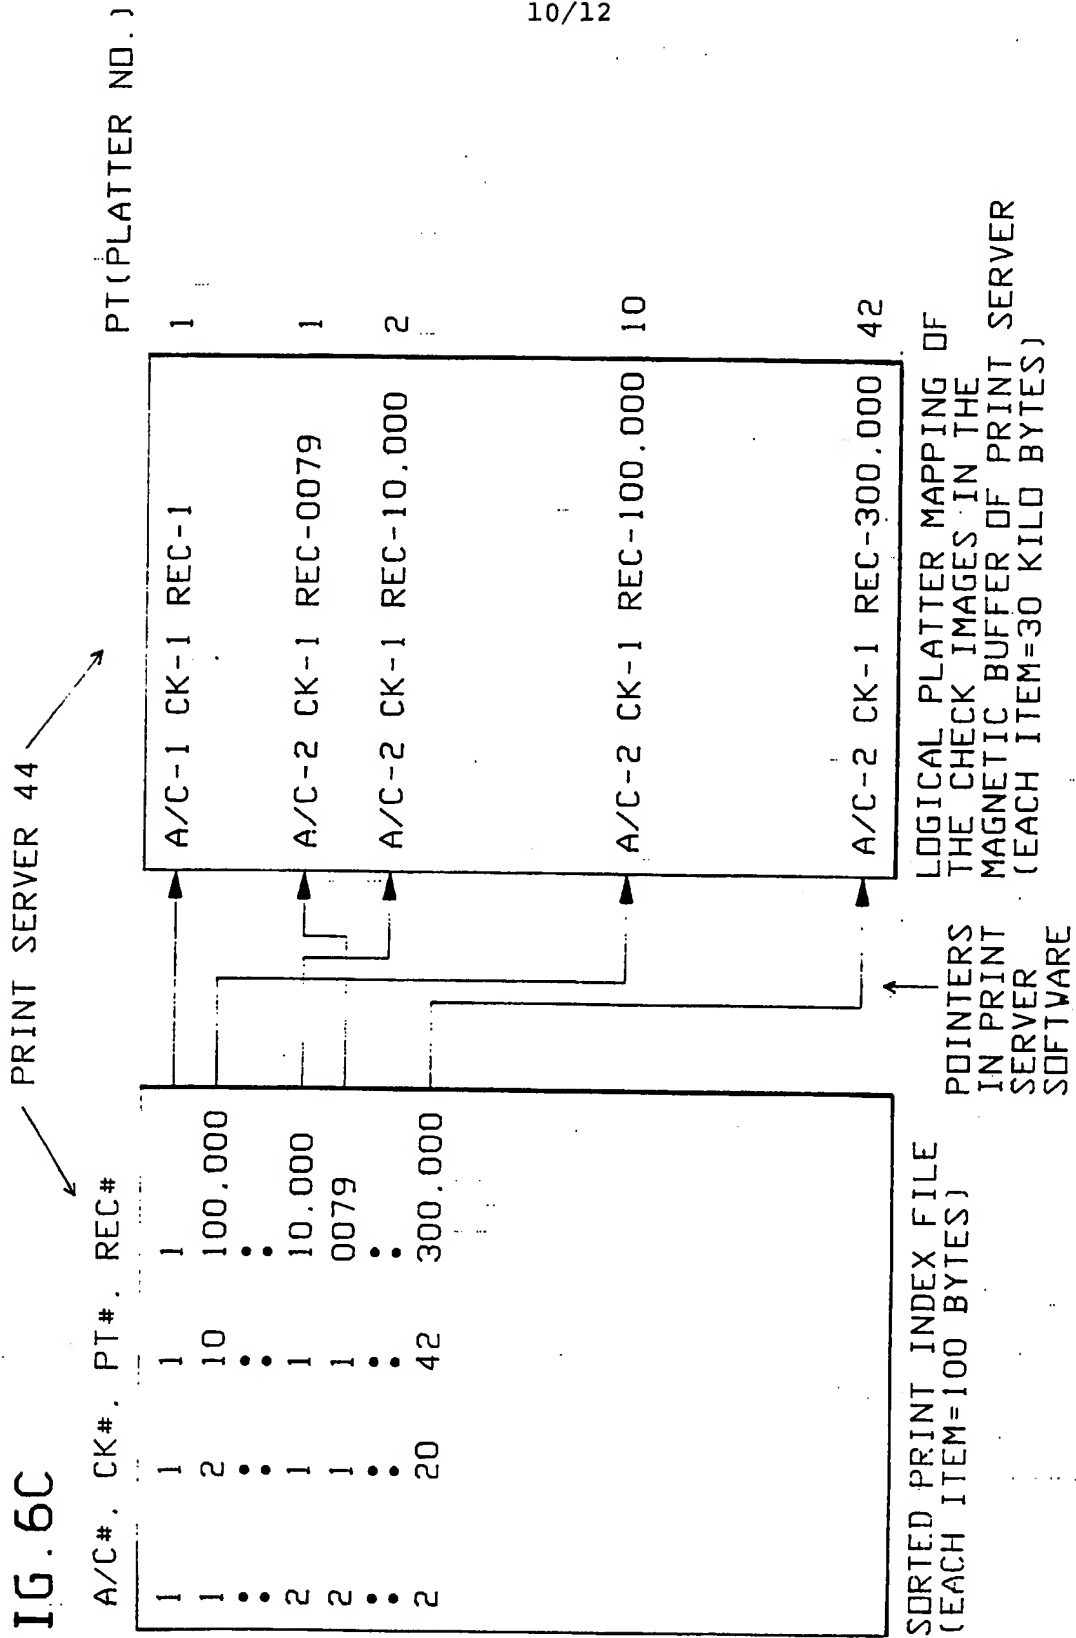 10/12
IG.6C
PRINT SERVER 44
A/C#, CK#, PT#, REC#
1 1 1 1
1 2 10 100.000
•• •• •• ••
2 1 1 10.000
2 1 1 0079
•• •• •• ••
2 20 42 300.000
SORTED PRINT INDEX FILE
(EACH ITEM=100 BYTES)
POINTERS
IN PRINT
SERVER
SOFTWARE
PT(PLATTER NO.)
A/C-1 CK-1 REC-1 1
A/C-2 CK-1 REC-0079 1
A/C-2 CK-1 REC-10.000 2
A/C-2 CK-1 REC-100.000 10
A/C-2 CK-1 REC-300.000 42
LOGICAL PLATTER MAPPING OF
THE CHECK IMAGES IN THE
MAGNETIC BUFFER OF PRINT SERVER
(EACH ITEM=30 KILO BYTES)